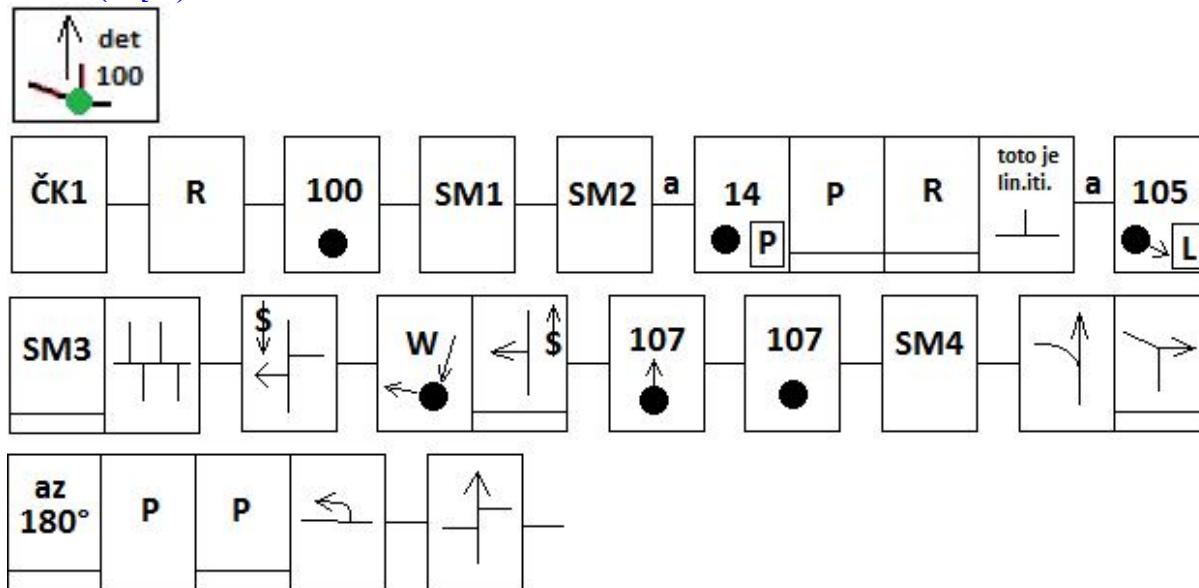 det
100
ČK1 R 100 SM1 SM2 a 14 P P R toto je lin.iti. a 105 L
SM3 $ W $ 107 107 SM4
az 180° P P